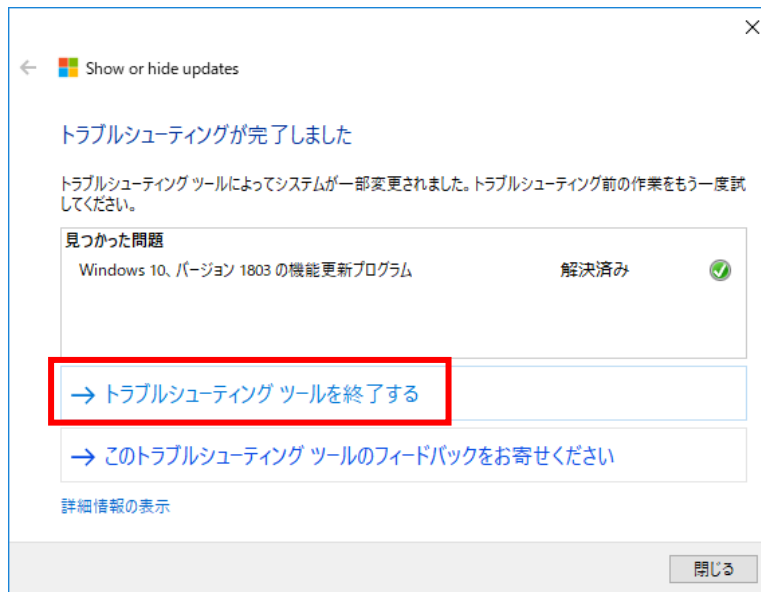 Show or hide updates
トラブルシューティングが完了しました
トラブルシューティング ツールによってシステムが一部変更されました。トラブルシューティング前の作業をもう一度試
してください。
見つかった問題
Windows 10、バージョン 1803 の機能更新プログラム 解決済み
→ トラブルシューティング ツールを終了する
→ このトラブルシューティング ツールのフィードバックをお寄せください
詳細情報の表示
閉じる